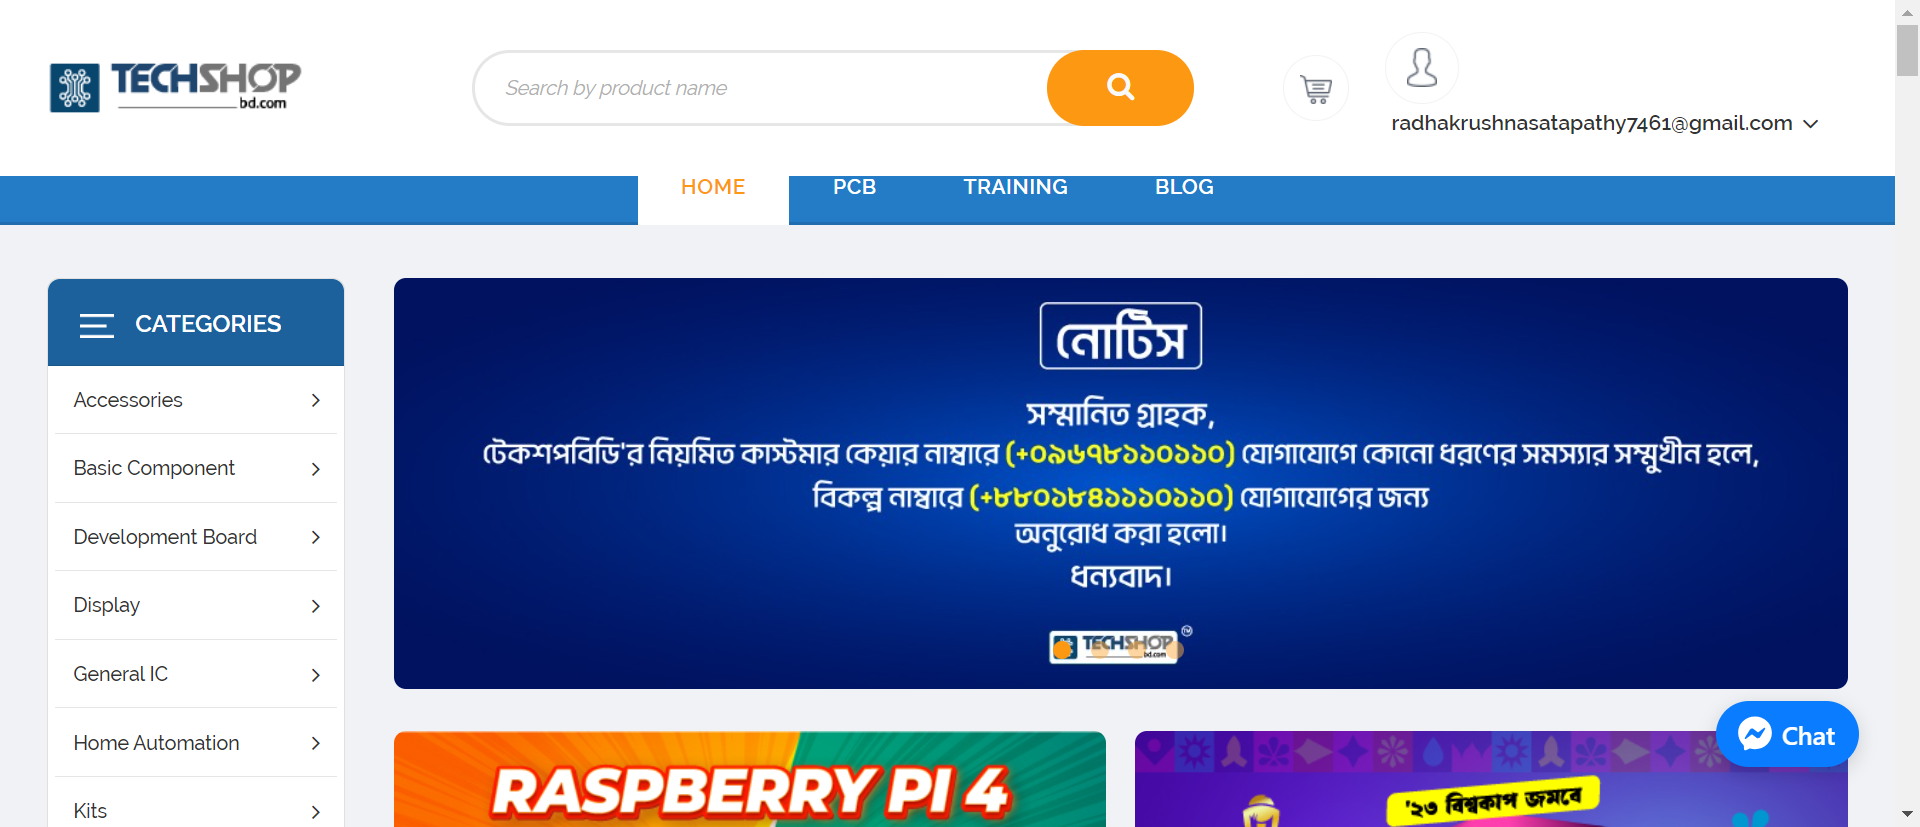 TECHSHOP
bd.com
Search by product name
radhakrushnasatapathy7461@gmail.com
HOME
PCB
TRAINING
BLOG
CATEGORIES
Accessories
Basic Component
Development Board
Display
General IC
Home Automation
Kits
নোটিস
সম্মানিত গ্রাহক,
টেকশপবিডি'র নিয়মিত কাস্টমার কেয়ার নাম্বারে (+০৯৬৭৮১১০১১০) যোগাযোগে কোনো ধরণের সমস্যার সম্মুখীন হলে,
বিকল্প নাম্বারে (+৮৮০১৮৪১১১০১১০) যোগাযোগের জন্য
অনুরোধ করা হলো।
ধন্যবাদ।
TECHSHOP TM
bd.com
RASPBERRY PI 4
'২৩ বিশ্বকাপ জমবে
Chat